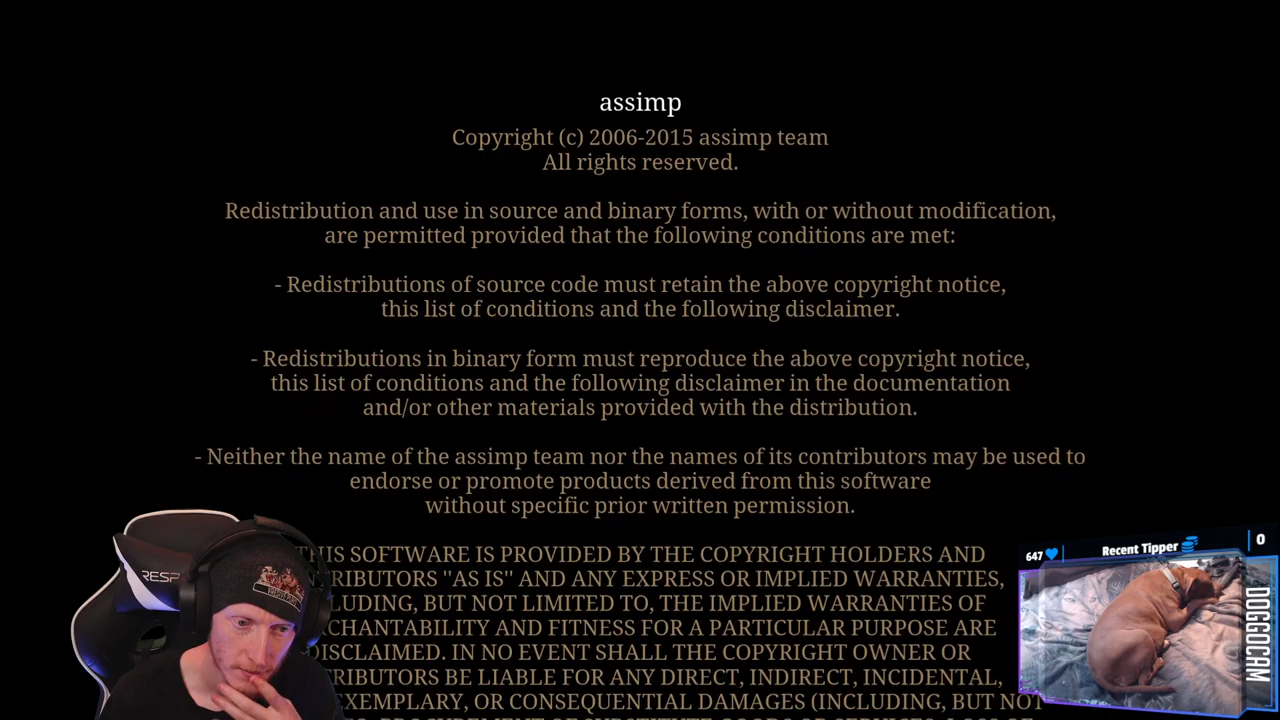 assimp
Copyright (c) 2006-2015 assimp team
All rights reserved.
Redistribution and use in source and binary forms, with or without modification,
are permitted provided that the following conditions are met:
- Redistributions of source code must retain the above copyright notice,
this list of conditions and the following disclaimer.
- Redistributions in binary form must reproduce the above copyright notice,
this list of conditions and the following disclaimer in the documentation
and/or other materials provided with the distribution.
- Neither the name of the assimp team nor the names of its contributors may be used to
endorse or promote products derived from this software
without specific prior written permission.
THIS SOFTWARE IS PROVIDED BY THE COPYRIGHT HOLDERS AND
"AS IS" AND ANY EXPRESS OR IMPLIED WARRANTIES,
BUT NOT LIMITED TO, THE IMPLIED WARRANTIES OF
AND FITNESS FOR A PARTICULAR PURPOSE ARE
DISCLAIMED. IN NO EVENT SHALL THE COPYRIGHT OWNER OR
BE LIABLE FOR ANY DIRECT, INDIRECT, INCIDENTAL,
EXEMPLARY, OR CONSEQUENTIAL DAMAGES (INCLUDING, BUT NOT
RESP
647
Recent Tipper
0
DOGGOCAM